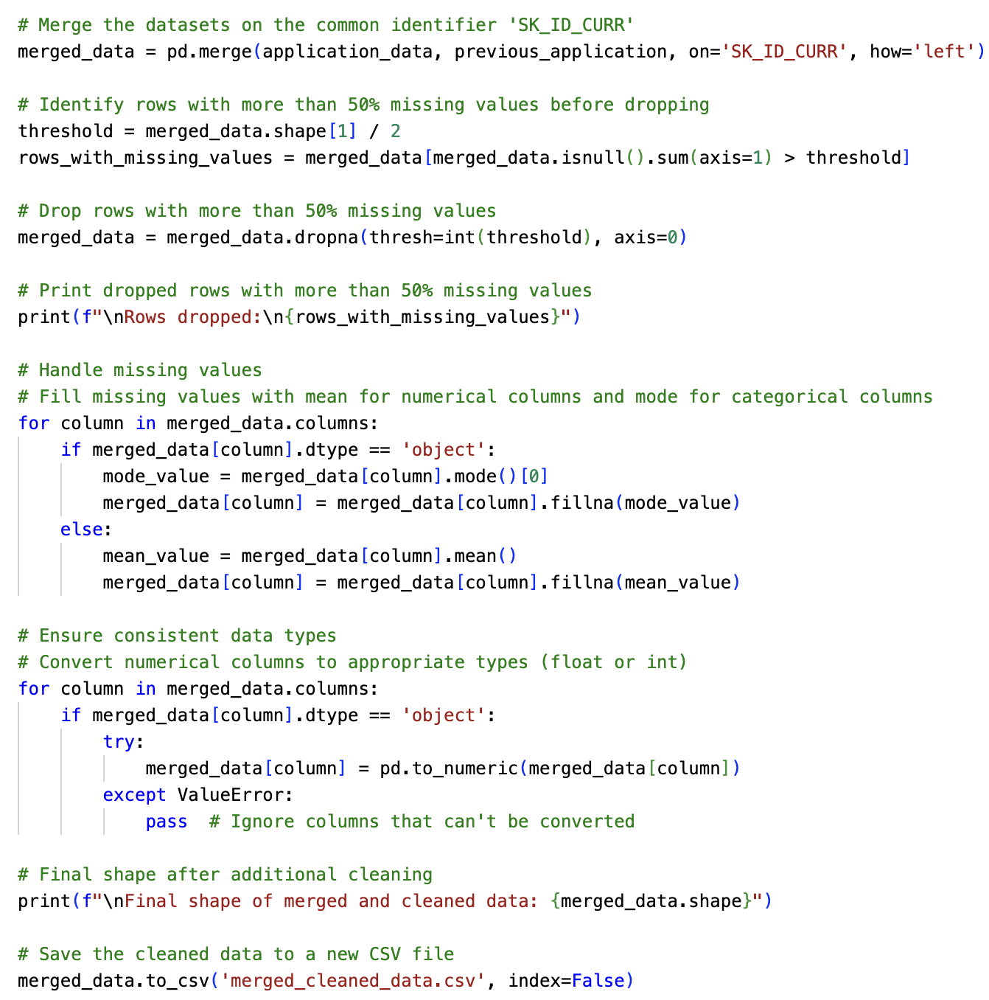 # Merge the datasets on the common identifier 'SK_ID_CURR'
merged_data = pd.merge(application_data, previous_application, on='SK_ID_CURR', how='left')

# Identify rows with more than 50% missing values before dropping
threshold = merged_data.shape[1] / 2
rows_with_missing_values = merged_data[merged_data.isnull().sum(axis=1) > threshold]

# Drop rows with more than 50% missing values
merged_data = merged_data.dropna(thresh=int(threshold), axis=0)

# Print dropped rows with more than 50% missing values
print(f"\nRows dropped:\n{rows_with_missing_values}")

# Handle missing values
# Fill missing values with mean for numerical columns and mode for categorical columns
for column in merged_data.columns:
    if merged_data[column].dtype == 'object':
        mode_value = merged_data[column].mode()[0]
        merged_data[column] = merged_data[column].fillna(mode_value)
    else:
        mean_value = merged_data[column].mean()
        merged_data[column] = merged_data[column].fillna(mean_value)

# Ensure consistent data types
# Convert numerical columns to appropriate types (float or int)
for column in merged_data.columns:
    if merged_data[column].dtype == 'object':
        try:
            merged_data[column] = pd.to_numeric(merged_data[column])
        except ValueError:
            pass  # Ignore columns that can't be converted

# Final shape after additional cleaning
print(f"\nFinal shape of merged and cleaned data: {merged_data.shape}")

# Save the cleaned data to a new CSV file
merged_data.to_csv('merged_cleaned_data.csv', index=False)